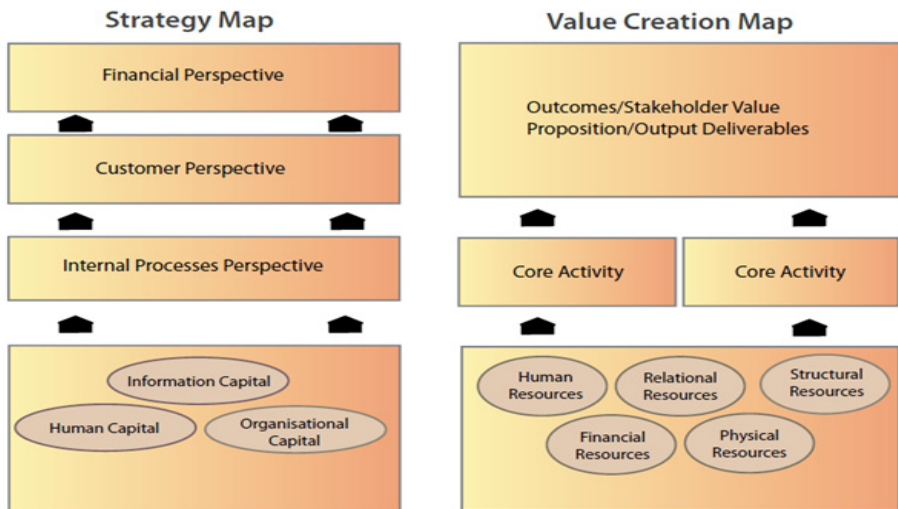 Strategy Map
Financial Perspective
Customer Perspective
Internal Processes Perspective
Information Capital
Human Capital
Organisational
Capital
Value Creation Map
Outcomes/Stakeholder Value
Proposition/Output Deliverables
Core Activity
Core Activity
Human
Resources
Relational
Resources
Structural
Resources
Financial
Resources
Physical
Resources